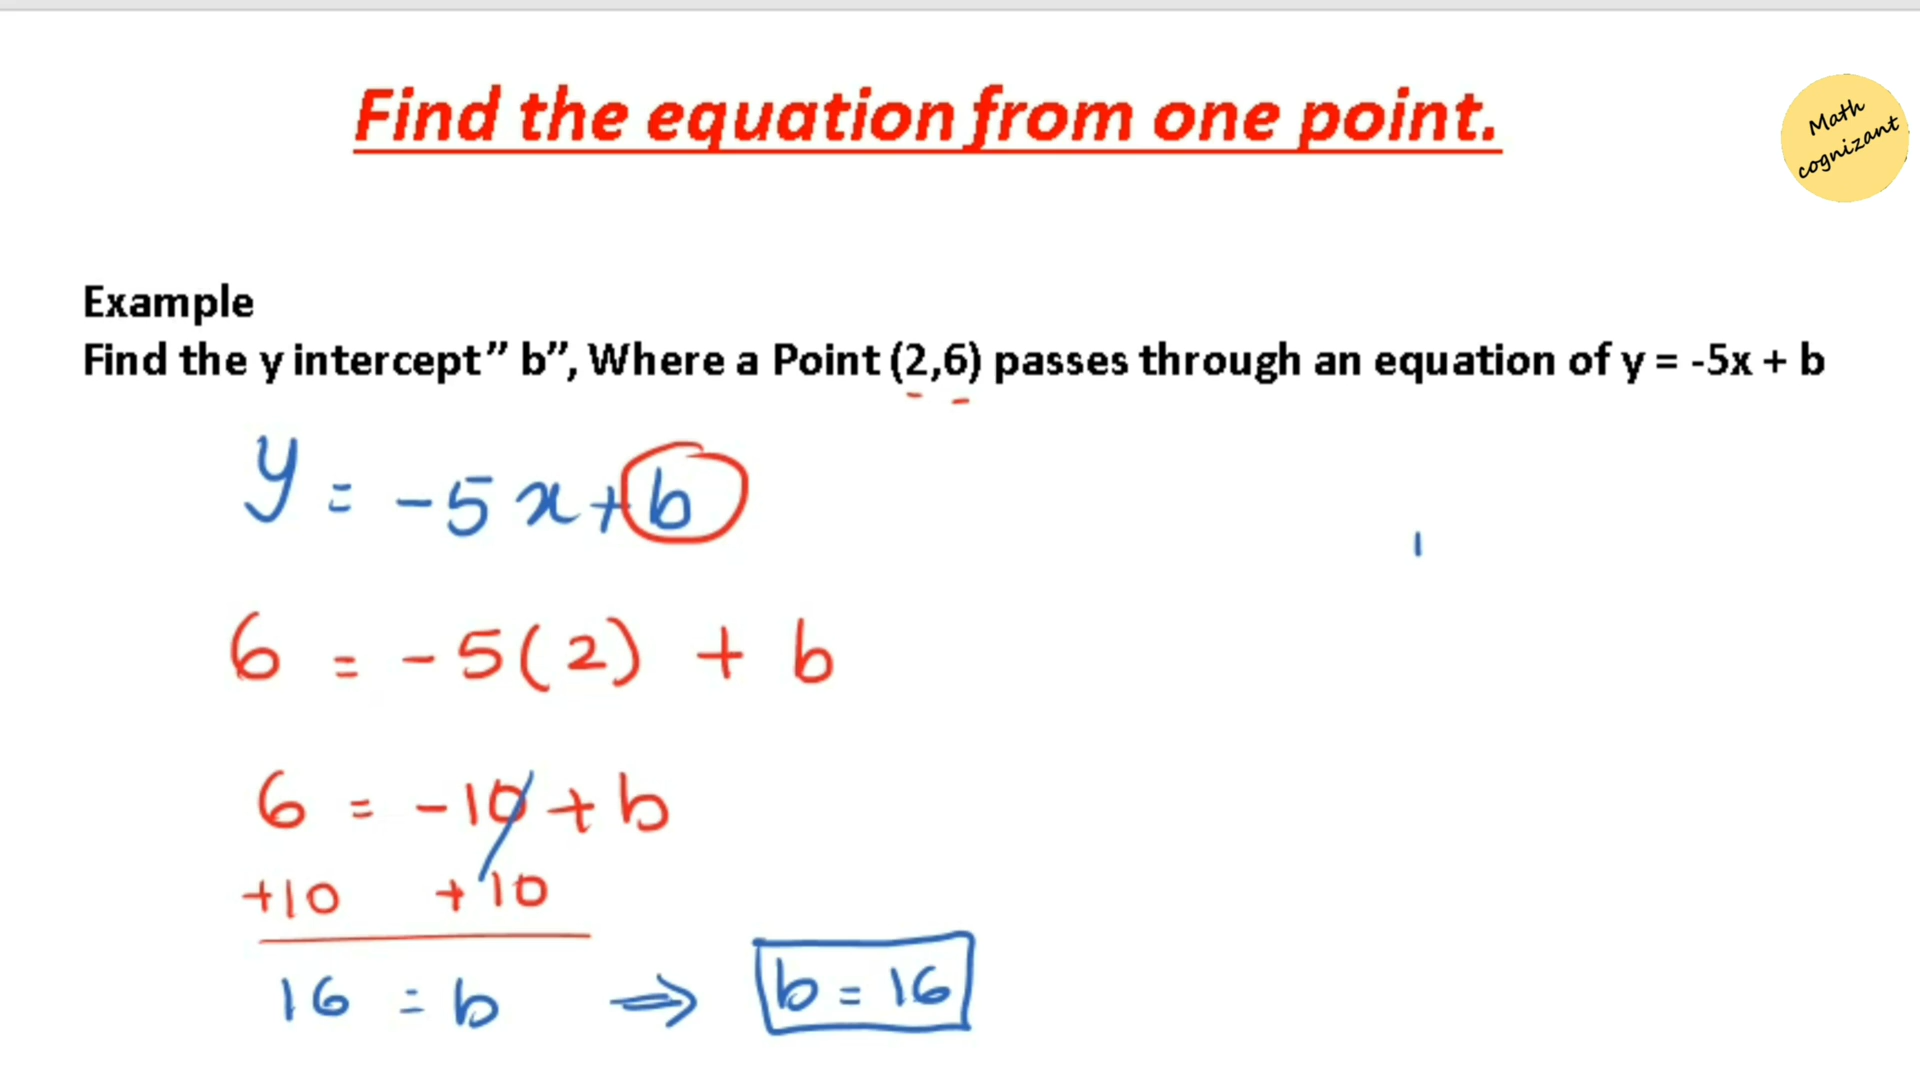 Find the equation from one point.
Math
cognizant
Example
Find the y intercept” b”, Where a Point (2,6) passes through an equation of y = -5x + b
y = -5x+b
6 = -5(2) + b
6 = -10 + b
+10 +10
16 = b ⇒ b = 16